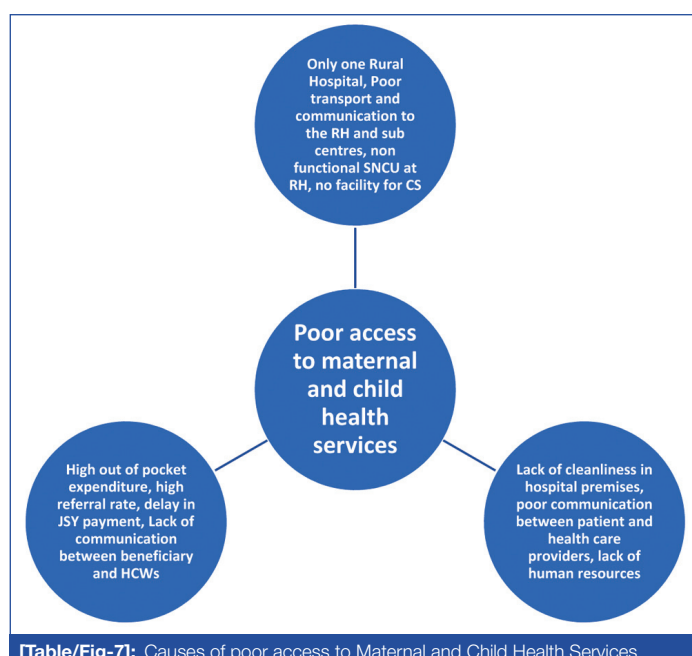 Only one Rural
Hospital, Poor
transport and
communication to
the RH and sub
centres, non
functional SNCU at
RH, no facility for CS
Poor access
to maternal
and child
health
services
High out of pocket
expenditure, high
referral rate, delay in
JSY payment, Lack of
communication
between beneficiary
and HCWs
Lack of cleanliness in
hospital premises,
poor communication
between patient and
health care
providers, lack of
human resources
[Table/Fig-7]: Causes of poor access to Maternal and Child Health Services